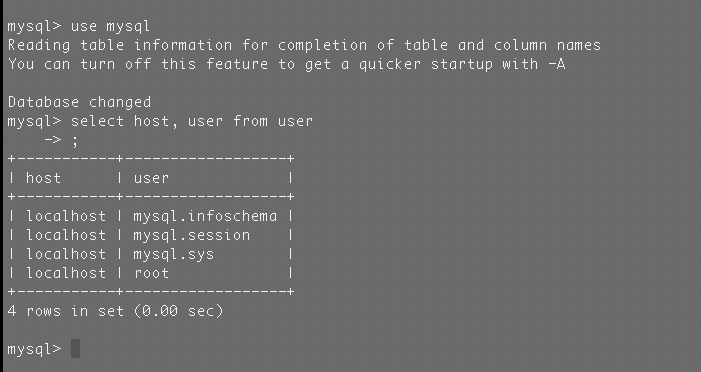 mysql> use mysql
Reading table information for completion of table and column names
You can turn off this feature to get a quicker startup with -A
Database changed
mysql> select host, user from user
    -> ;
+-----------+------------------+
| host      | user             |
+-----------+------------------+
| localhost | mysql.infoschema |
| localhost | mysql.session    |
| localhost | mysql.sys        |
| localhost | root             |
+-----------+------------------+
4 rows in set (0.00 sec)
mysql>